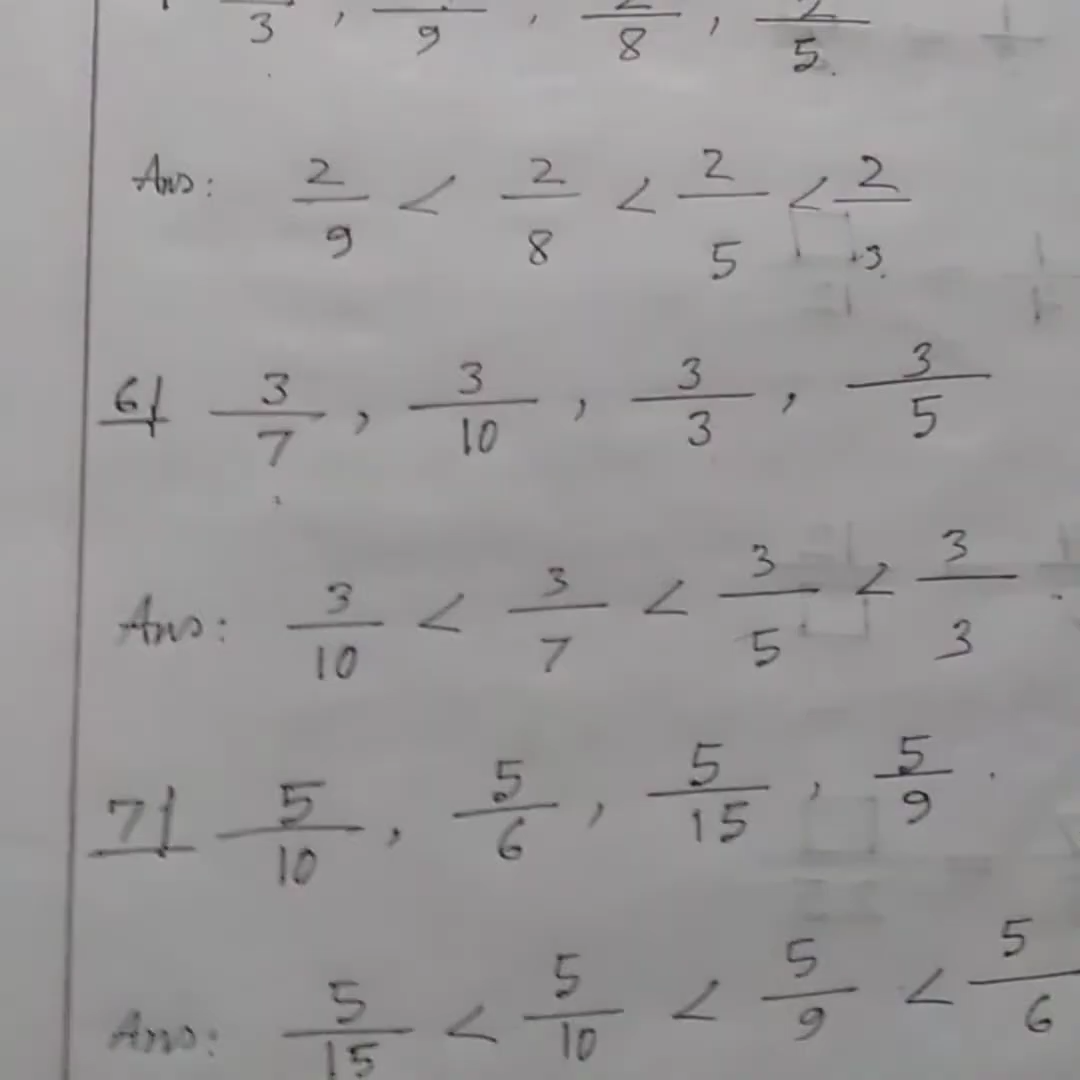 3 , 9 , 2/8 , 2/5.
Ans: 2/9 < 2/8 < 2/5 < 2/3.
6| 3/7 , 3/10 , 3/3 , 3/5
Ans: 3/10 < 3/7 < 3/5 < 3/3 .
7| 5/10 , 5/6 , 5/15 , 5/9 .
Ans: 5/15 < 5/10 < 5/9 < 5/6